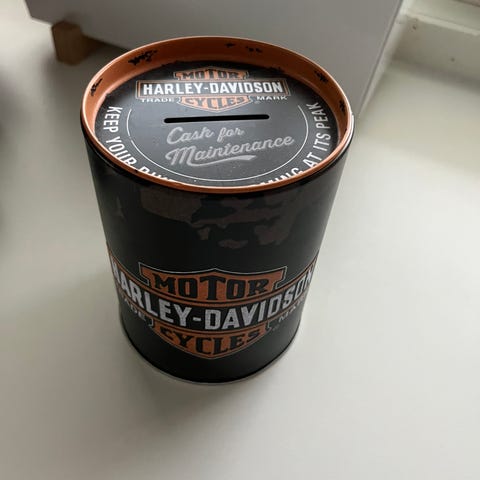 MOTOR
HARLEY-DAVIDSON
TRADE MARK
CYCLES
Cash for
Maintenance
KEEP YOUR
AT ITS PEAK
MOTOR
HARLEY-DAVIDSON
CYCLES